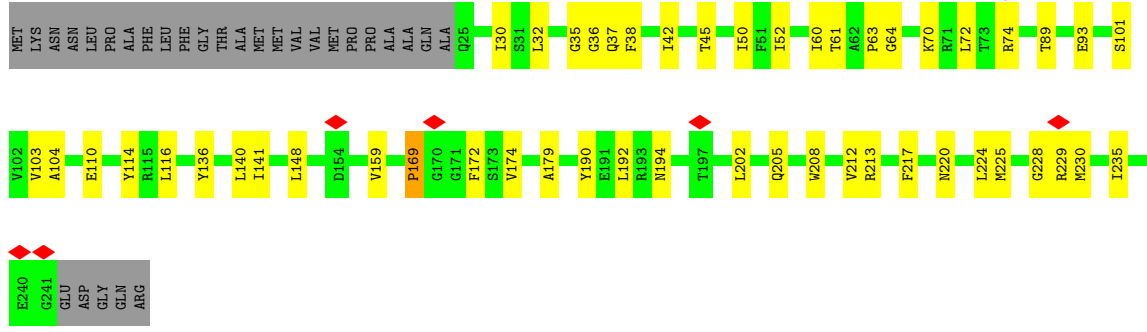 MET LYS ASN ASN LEU PRO ALA PHE LEU PHE GLY THR ALA MET MET VAL VAL MET PRO PRO ALA ALA GLN ALA Q25 I30 S31 L32 G35 G36 Q37 F38 I42 T45 I50 F51 I52 I60 T61 A62 P63 G64 K70 R71 L72 T73 R74 T89 E93 S101
V102 V103 A104 E110 Y114 R115 L116 Y136 L140 I141 L148 D154 V159 P169 G170 G171 F172 S173 V174 A179 Y190 E191 L192 R193 N194 T197 L202 Q205 W208 V212 R213 F217 N220 L224 M225 G228 R229 M230 I235
E240 G241 GLU ASP GLY GLN ARG